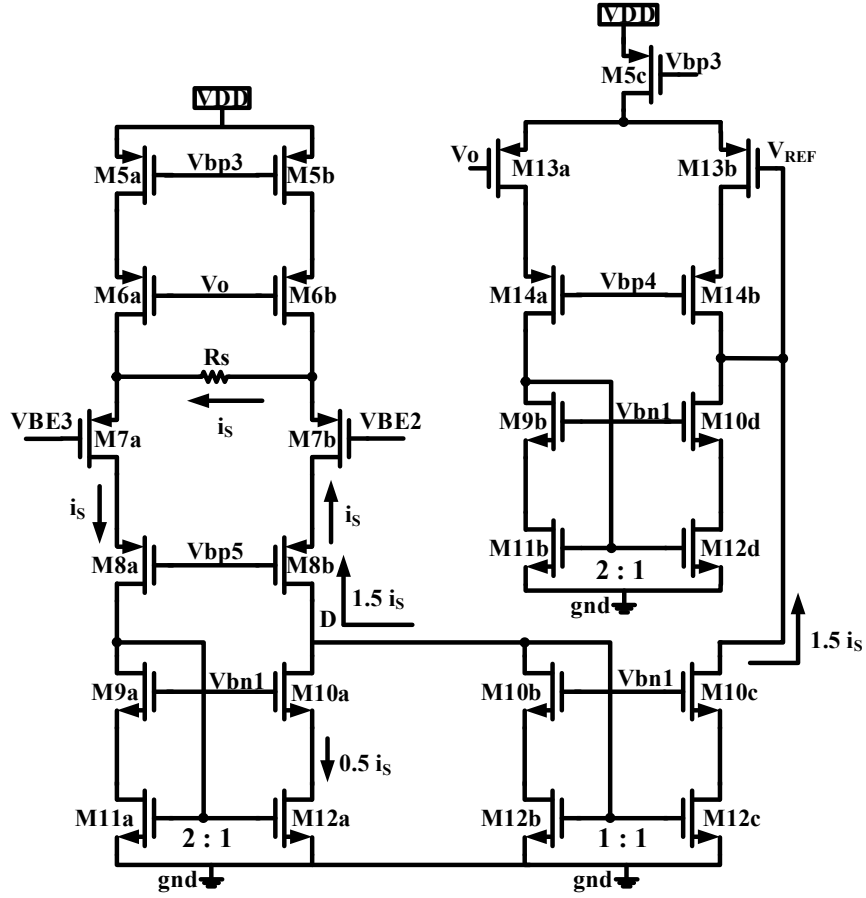 VDD
M5c
Vbp3
VDD
M5a
Vbp3
M5b
Vo
M13a
M13b
VREF
M6a
Vo
M6b
M14a
Vbp4
M14b
Rs
iS
VBE3
M7a
M7b
VBE2
M9b
Vbn1
M10d
iS
iS
M8a
Vbp5
M8b
M11b
2 : 1
M12d
1.5 iS
gnd
D
1.5 iS
M9a
Vbn1
M10a
M10b
Vbn1
M10c
0.5 iS
M11a
2 : 1
M12a
M12b
1 : 1
M12c
gnd
gnd